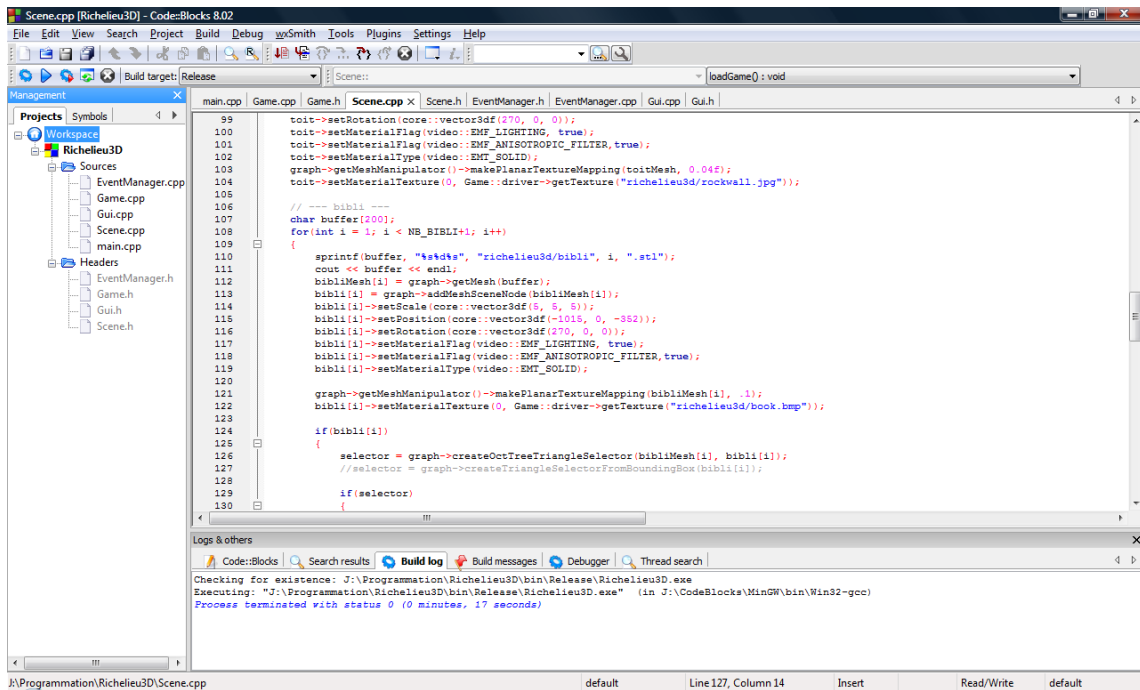 Scene.cpp [Richelieu3D] - Code::Blocks 8.02
File Edit View Search Project Build Debug wxSmith Tools Plugins Settings Help
Build target: Release Scene:: loadGame() : void
Management
Projects Symbols
Workspace
Richelieu3D
Sources
EventManager.cpp
Game.cpp
Gui.cpp
Scene.cpp
main.cpp
Headers
EventManager.h
Game.h
Gui.h
Scene.h
main.cpp Game.cpp Game.h Scene.cpp Scene.h EventManager.h EventManager.cpp Gui.cpp Gui.h
99 toit->setRotation(core::vector3df(270, 0, 0));
100 toit->setMaterialFlag(video::EMF_LIGHTING, true);
101 toit->setMaterialFlag(video::EMF_ANISOTROPIC_FILTER,true);
102 toit->setMaterialType(video::EMT_SOLID);
103 graph->getMeshManipulator()->makePlanarTextureMapping(toitMesh, 0.04f);
104 toit->setMaterialTexture(0, Game::driver->getTexture("richelieu3d/rockwall.jpg"));
105
106 // --- bibli ---
107 char buffer[200];
108 for(int i = 1; i < NB_BIBLI+1; i++)
109 {
110 sprintf(buffer, "%s%d%s", "richelieu3d/bibli", i, ".stl");
111 cout << buffer << endl;
112 bibliMesh[i] = graph->getMesh(buffer);
113 bibli[i] = graph->addMeshSceneNode(bibliMesh[i]);
114 bibli[i]->setScale(core::vector3df(5, 5, 5));
115 bibli[i]->setPosition(core::vector3df(-1015, 0, -352));
116 bibli[i]->setRotation(core::vector3df(270, 0, 0));
117 bibli[i]->setMaterialFlag(video::EMF_LIGHTING, true);
118 bibli[i]->setMaterialFlag(video::EMF_ANISOTROPIC_FILTER,true);
119 bibli[i]->setMaterialType(video::EMT_SOLID);
120
121 graph->getMeshManipulator()->makePlanarTextureMapping(bibliMesh[i], .1);
122 bibli[i]->setMaterialTexture(0, Game::driver->getTexture("richelieu3d/book.bmp"));
123
124 if(bibli[i])
125 {
126 selector = graph->createOctTreeTriangleSelector(bibliMesh[i], bibli[i]);
127 //selector = graph->createTriangleSelectorFromBoundingBox(bibli[i]);
128
129 if(selector)
130 {
Logs & others
Code::Blocks Search results Build log Build messages Debugger Thread search
Checking for existence: J:\Programmation\Richelieu3D\bin\Release\Richelieu3D.exe
Executing: "J:\Programmation\Richelieu3D\bin\Release\Richelieu3D.exe" (in J:\CodeBlocks\MinGW\bin\Win32-gcc)
Process terminated with status 0 (0 minutes, 17 seconds)
J:\Programmation\Richelieu3D\Scene.cpp default Line 127, Column 14 Insert Read/Write default